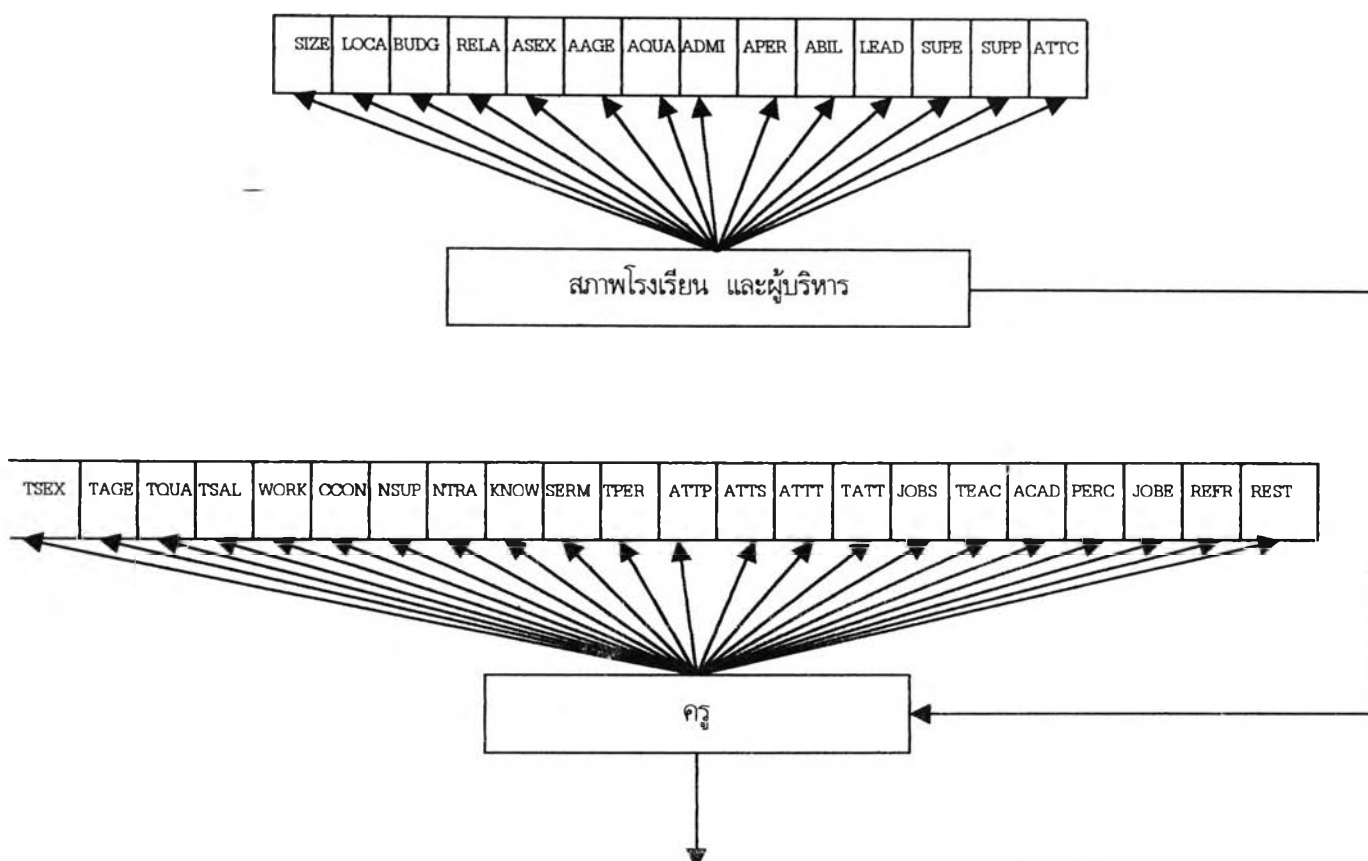 SIZE LOCA BUDG RELA ASEX AAGE AQUA ADMI APER ABIL LEAD SUPE SUPP ATTC
สภาพโรงเรียน และผู้บริหาร
TSEX TAGE TQUA TSAL WORK CCON NSUP NTRA KNOW SERM TPER ATTP ATTS ATTT TATT JOBS TEAC ACAD PERC JOBE REFR REST
ครู